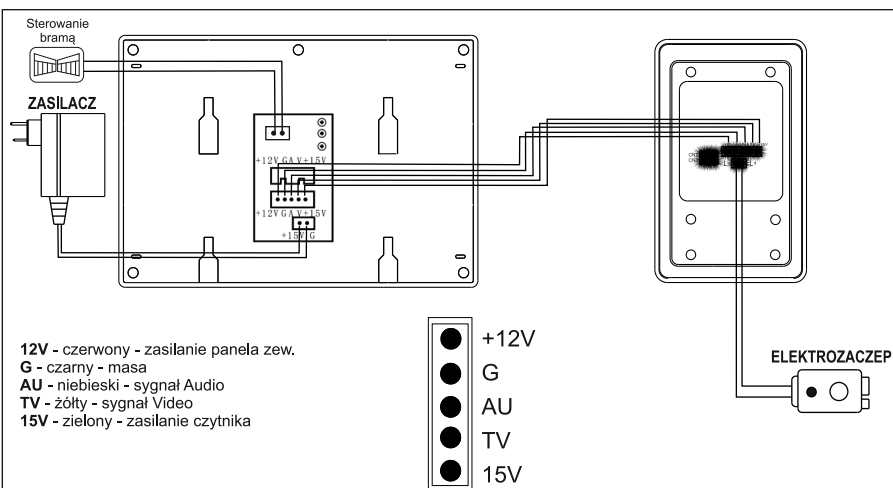 Sterowanie
bramą
ZASILACZ
+12V G A V +15V
+12V G A V +15V
+15V G
ELEKTROZACZEP
12V - czerwony - zasilanie panela zew.
G - czarny - masa
AU - niebieski - sygnał Audio
TV - żółty - sygnał Video
15V - zielony - zasilanie czytnika
+12V
G
AU
TV
15V